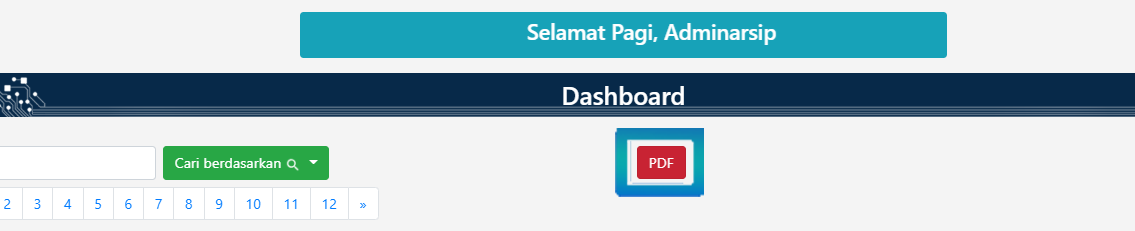 Selamat Pagi, Adminarsip
Dashboard
Cari berdasarkan
PDF
2 3 4 5 6 7 8 9 10 11 12 »